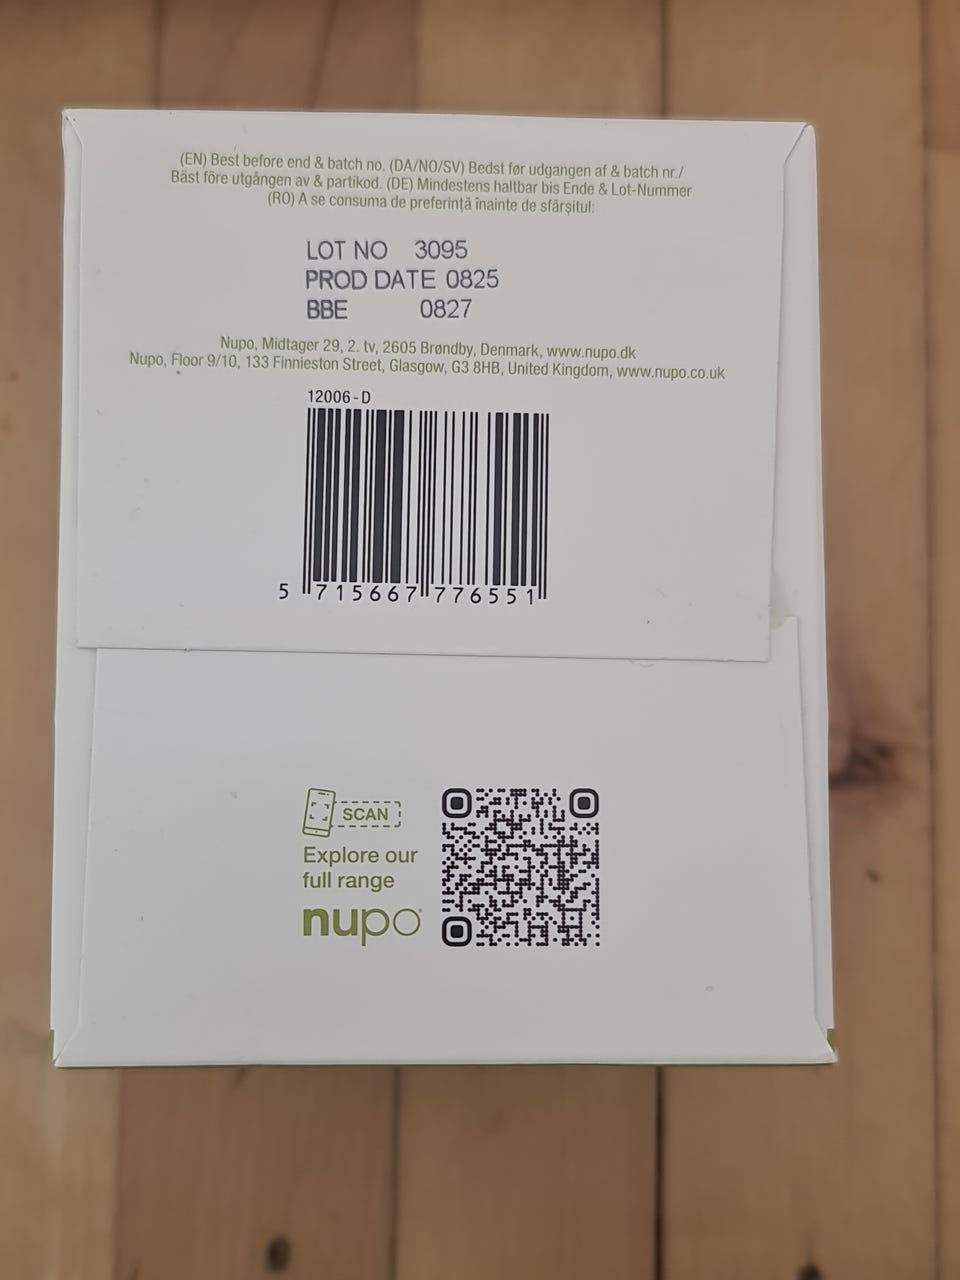 (EN) Best before end & batch no. (DA/NO/SV) Bedst før udgangen af & batch nr./
Bäst före utgången av & partikod. (DE) Mindestens haltbar bis Ende & Lot-Nummer
(RO) A se consuma de preferință înainte de sfârșitul:
LOT NO 3095
PROD DATE 0825
BBE 0827
Nupo, Midtager 29, 2. tv, 2605 Brøndby, Denmark, www.nupo.dk
Nupo, Floor 9/10, 133 Finnieston Street, Glasgow, G3 8HB, United Kingdom, www.nupo.co.uk
12006-D
5 715667 776551
SCAN
Explore our
full range
nupo